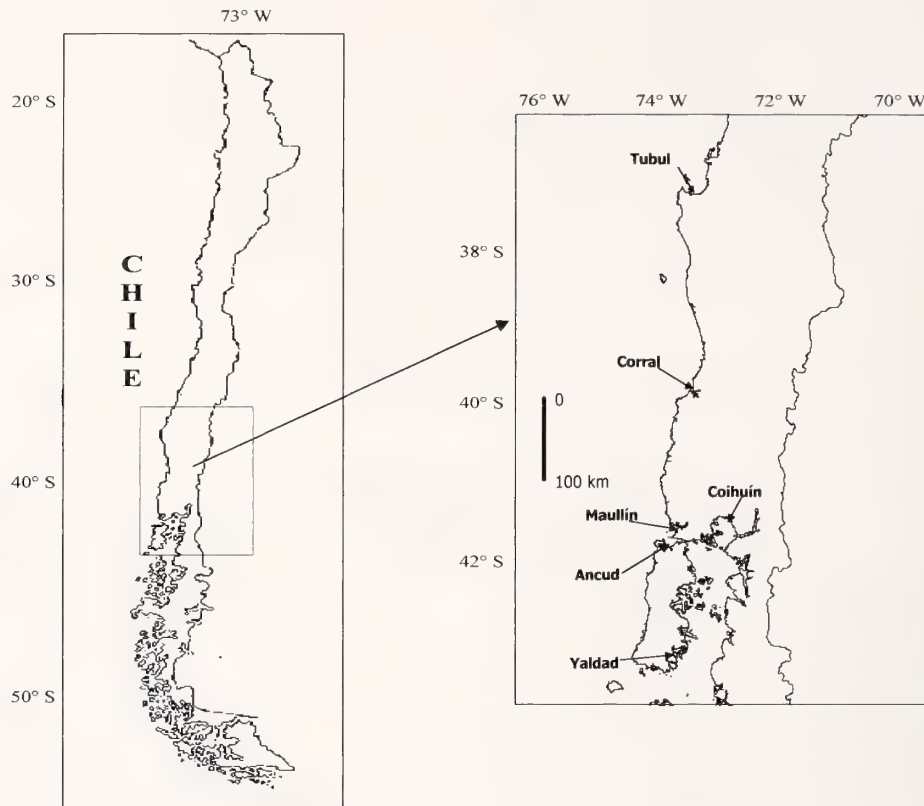 73° W
20° S
30° S
40° S
50° S
CHILE
76° W 74° W 72° W 70° W
38° S
40° S
42° S
Tubul
Corral
0
100 km
Coihuín
Maullín
Ancud
Yaldad